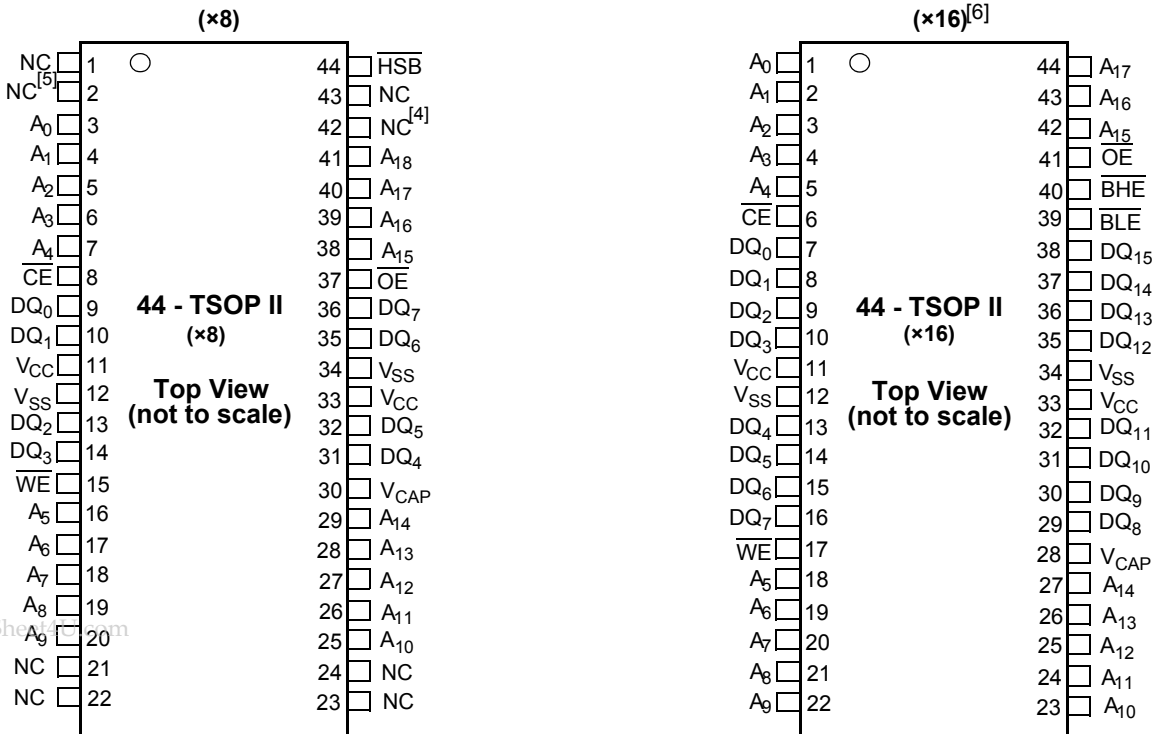 (×8)
NC 1 44 HSB
NC[5] 2 43 NC
A0 3 42 NC[4]
A1 4 41 A18
A2 5 40 A17
A3 6 39 A16
A4 7 38 A15
CE 8 37 OE
DQ0 9 36 DQ7
DQ1 10 35 DQ6
VCC 11 34 VSS
VSS 12 33 VCC
DQ2 13 32 DQ5
DQ3 14 31 DQ4
WE 15 30 VCAP
A5 16 29 A14
A6 17 28 A13
A7 18 27 A12
A8 19 26 A11
A9 20 25 A10
NC 21 24 NC
NC 22 23 NC
44 - TSOP II
(×8)
Top View
(not to scale)
(×16)[6]
A0 1 44 A17
A1 2 43 A16
A2 3 42 A15
A3 4 41 OE
A4 5 40 BHE
CE 6 39 BLE
DQ0 7 38 DQ15
DQ1 8 37 DQ14
DQ2 9 36 DQ13
DQ3 10 35 DQ12
VCC 11 34 VSS
VSS 12 33 VCC
DQ4 13 32 DQ11
DQ5 14 31 DQ10
DQ6 15 30 DQ9
DQ7 16 29 DQ8
WE 17 28 VCAP
A5 18 27 A14
A6 19 26 A13
A7 20 25 A12
A8 21 24 A11
A9 22 23 A10
44 - TSOP II
(×16)
Top View
(not to scale)